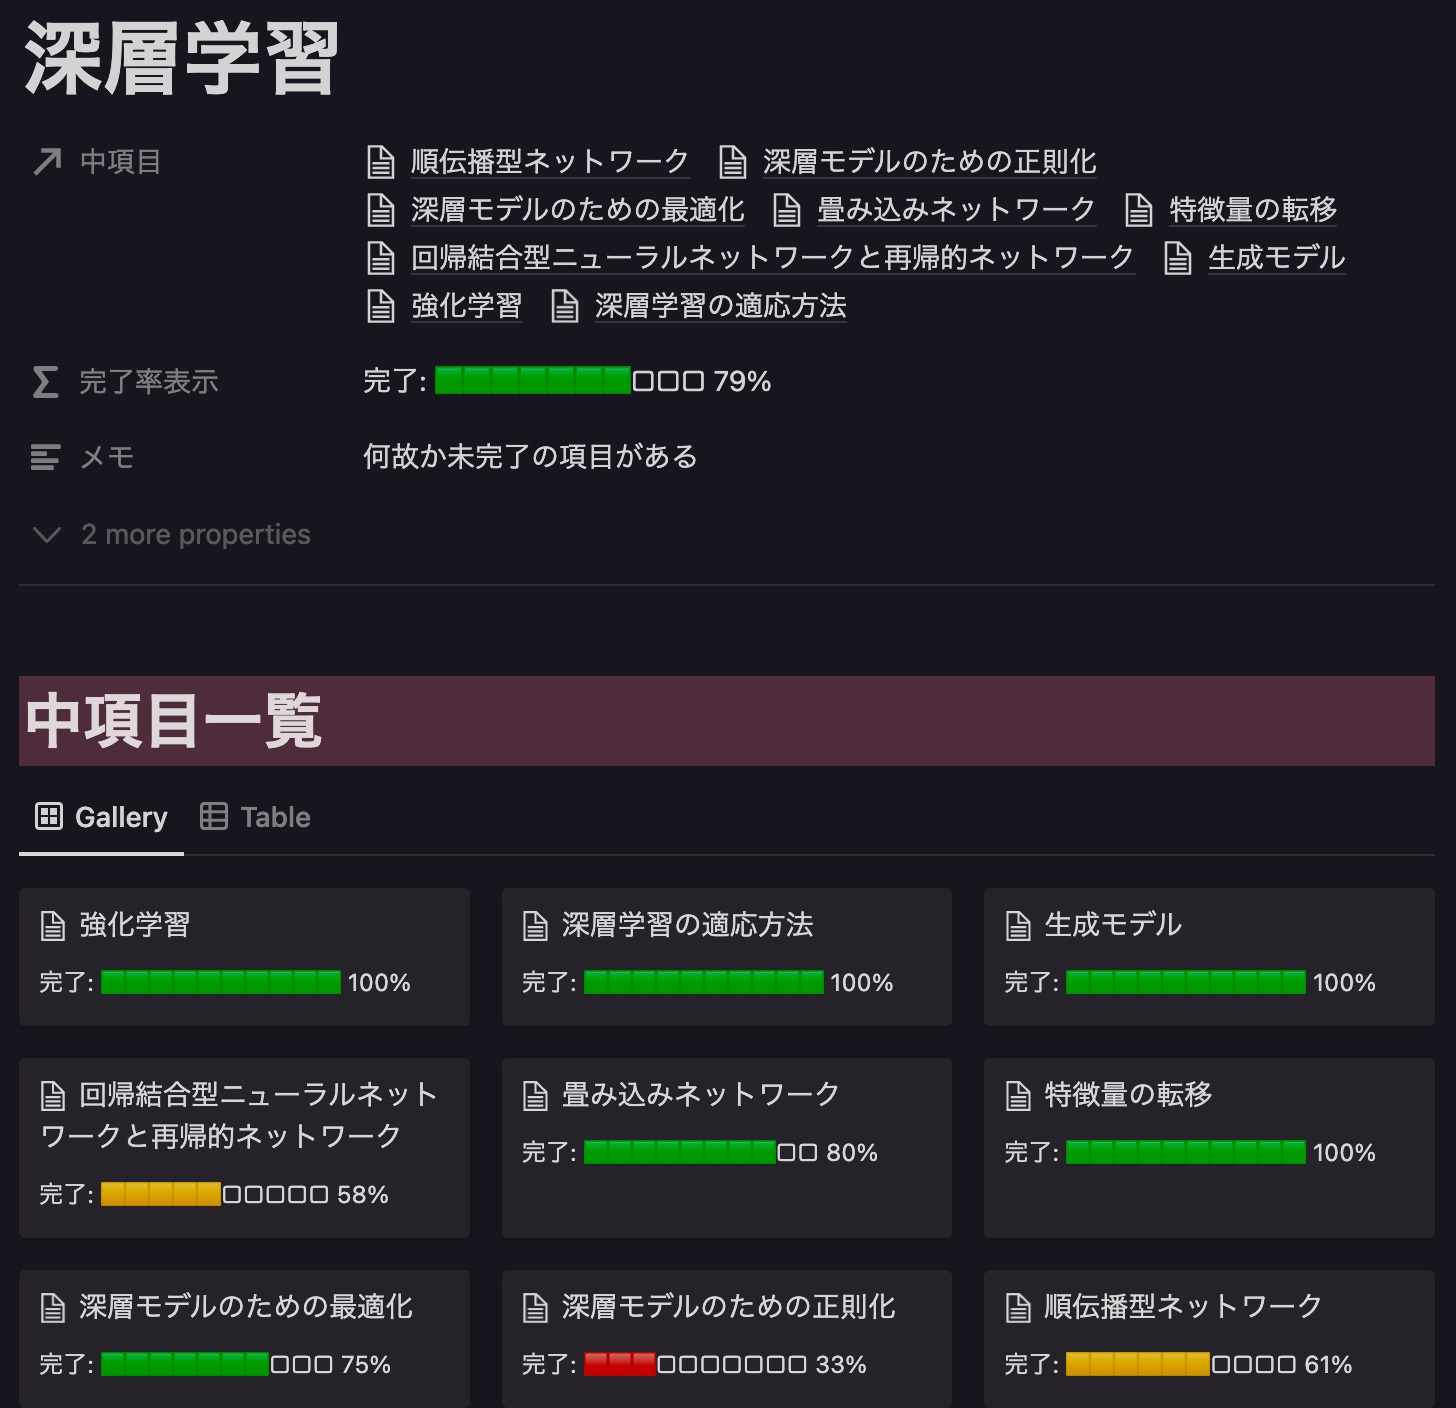 深層学習
中項目
順伝播型ネットワーク 深層モデルのための正則化
深層モデルのための最適化 畳み込みネットワーク 特徴量の転移
回帰結合型ニューラルネットワークと再帰的ネットワーク 生成モデル
強化学習 深層学習の適応方法
完了率表示 完了: 79%
メモ 何故か未完了の項目がある
2 more properties
中項目一覧
Gallery Table
強化学習
完了: 100%
深層学習の適応方法
完了: 100%
生成モデル
完了: 100%
回帰結合型ニューラルネット
ワークと再帰的ネットワーク
完了: 58%
畳み込みネットワーク
完了: 80%
特徴量の転移
完了: 100%
深層モデルのための最適化
完了: 75%
深層モデルのための正則化
完了: 33%
順伝播型ネットワーク
完了: 61%